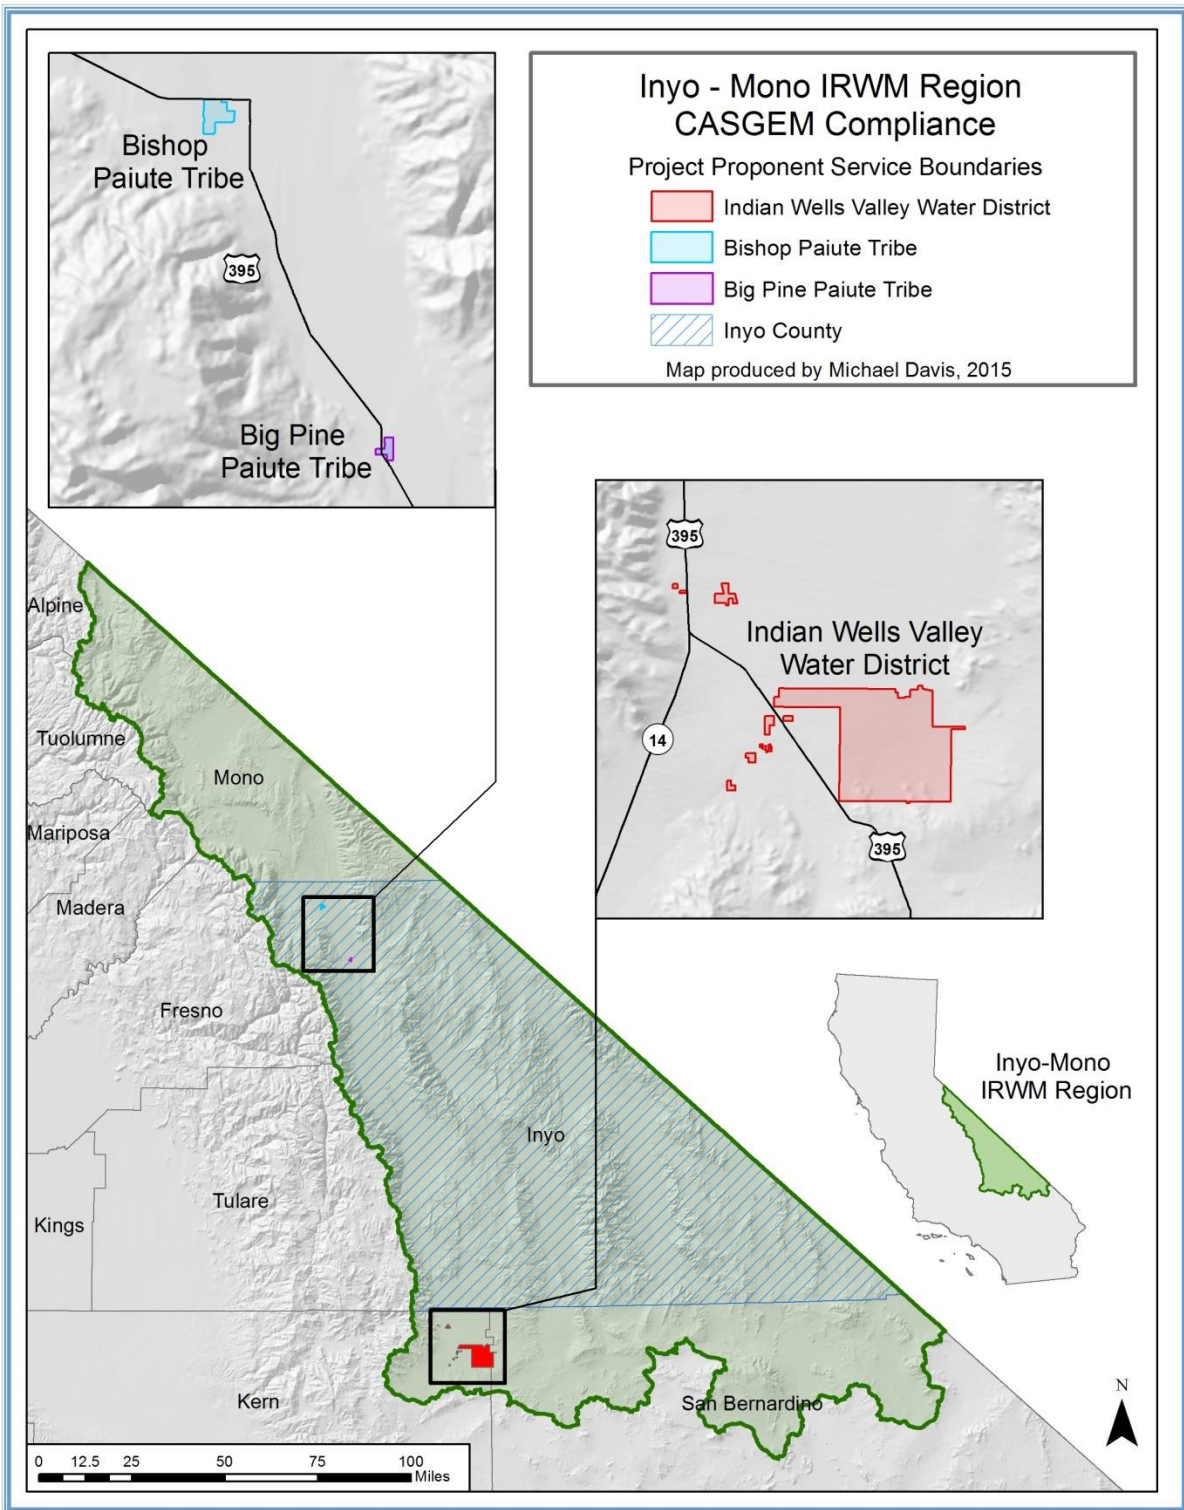 Inyo - Mono IRWM Region
CASGEM Compliance
Project Proponent Service Boundaries
Indian Wells Valley Water District
Bishop Paiute Tribe
Big Pine Paiute Tribe
Inyo County
Map produced by Michael Davis, 2015
Bishop
Paiute Tribe
395
Big Pine
Paiute Tribe
395
Indian Wells Valley
Water District
14
395
Alpine
Tuolumne
Mono
Mariposa
Madera
Fresno
Inyo
Tulare
Kings
Kern
San Bernardino
Inyo-Mono
IRWM Region
N
0 12.5 25 50 75 100
Miles